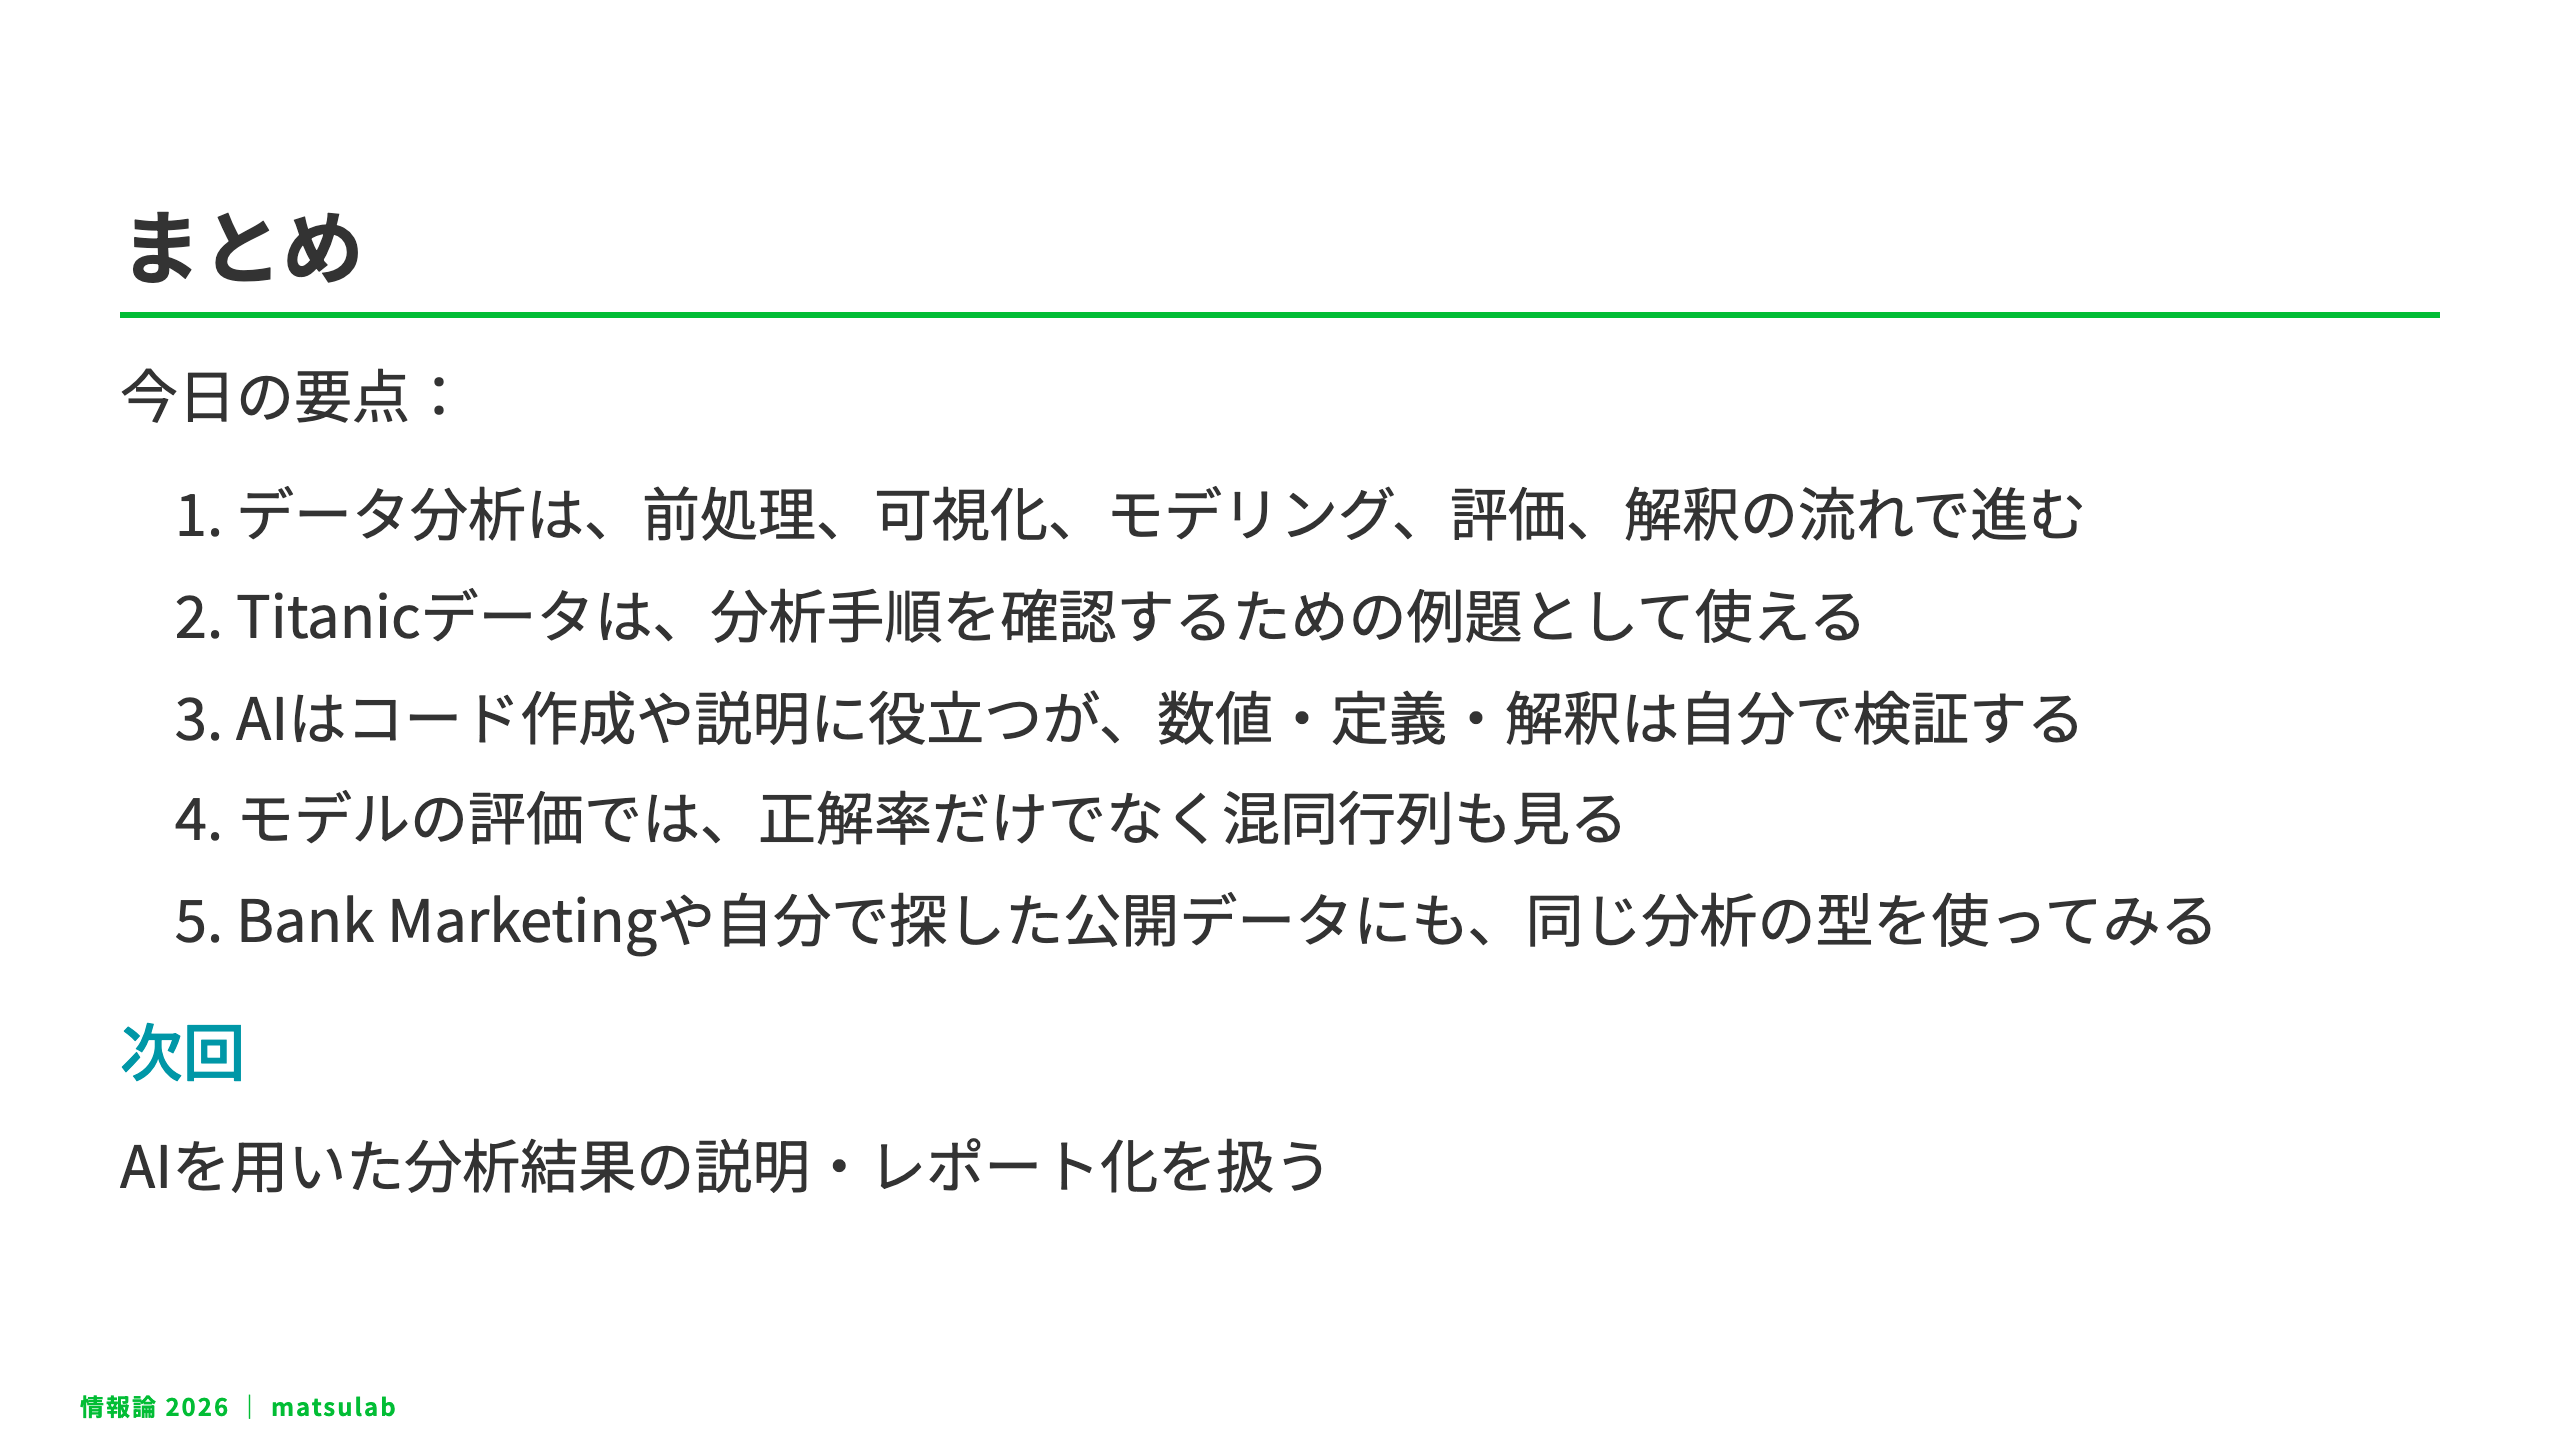 まとめ
今日の要点：
1. データ分析は、前処理、可視化、モデリング、評価、解釈の流れで進む
2. Titanicデータは、分析手順を確認するための例題として使える
3. AIはコード作成や説明に役立つが、数値・定義・解釈は自分で検証する
4. モデルの評価では、正解率だけでなく混同行列も見る
5. Bank Marketingや自分で探した公開データにも、同じ分析の型を使ってみる
次回
AIを用いた分析結果の説明・レポート化を扱う
情報論 2026 ｜ matsulab